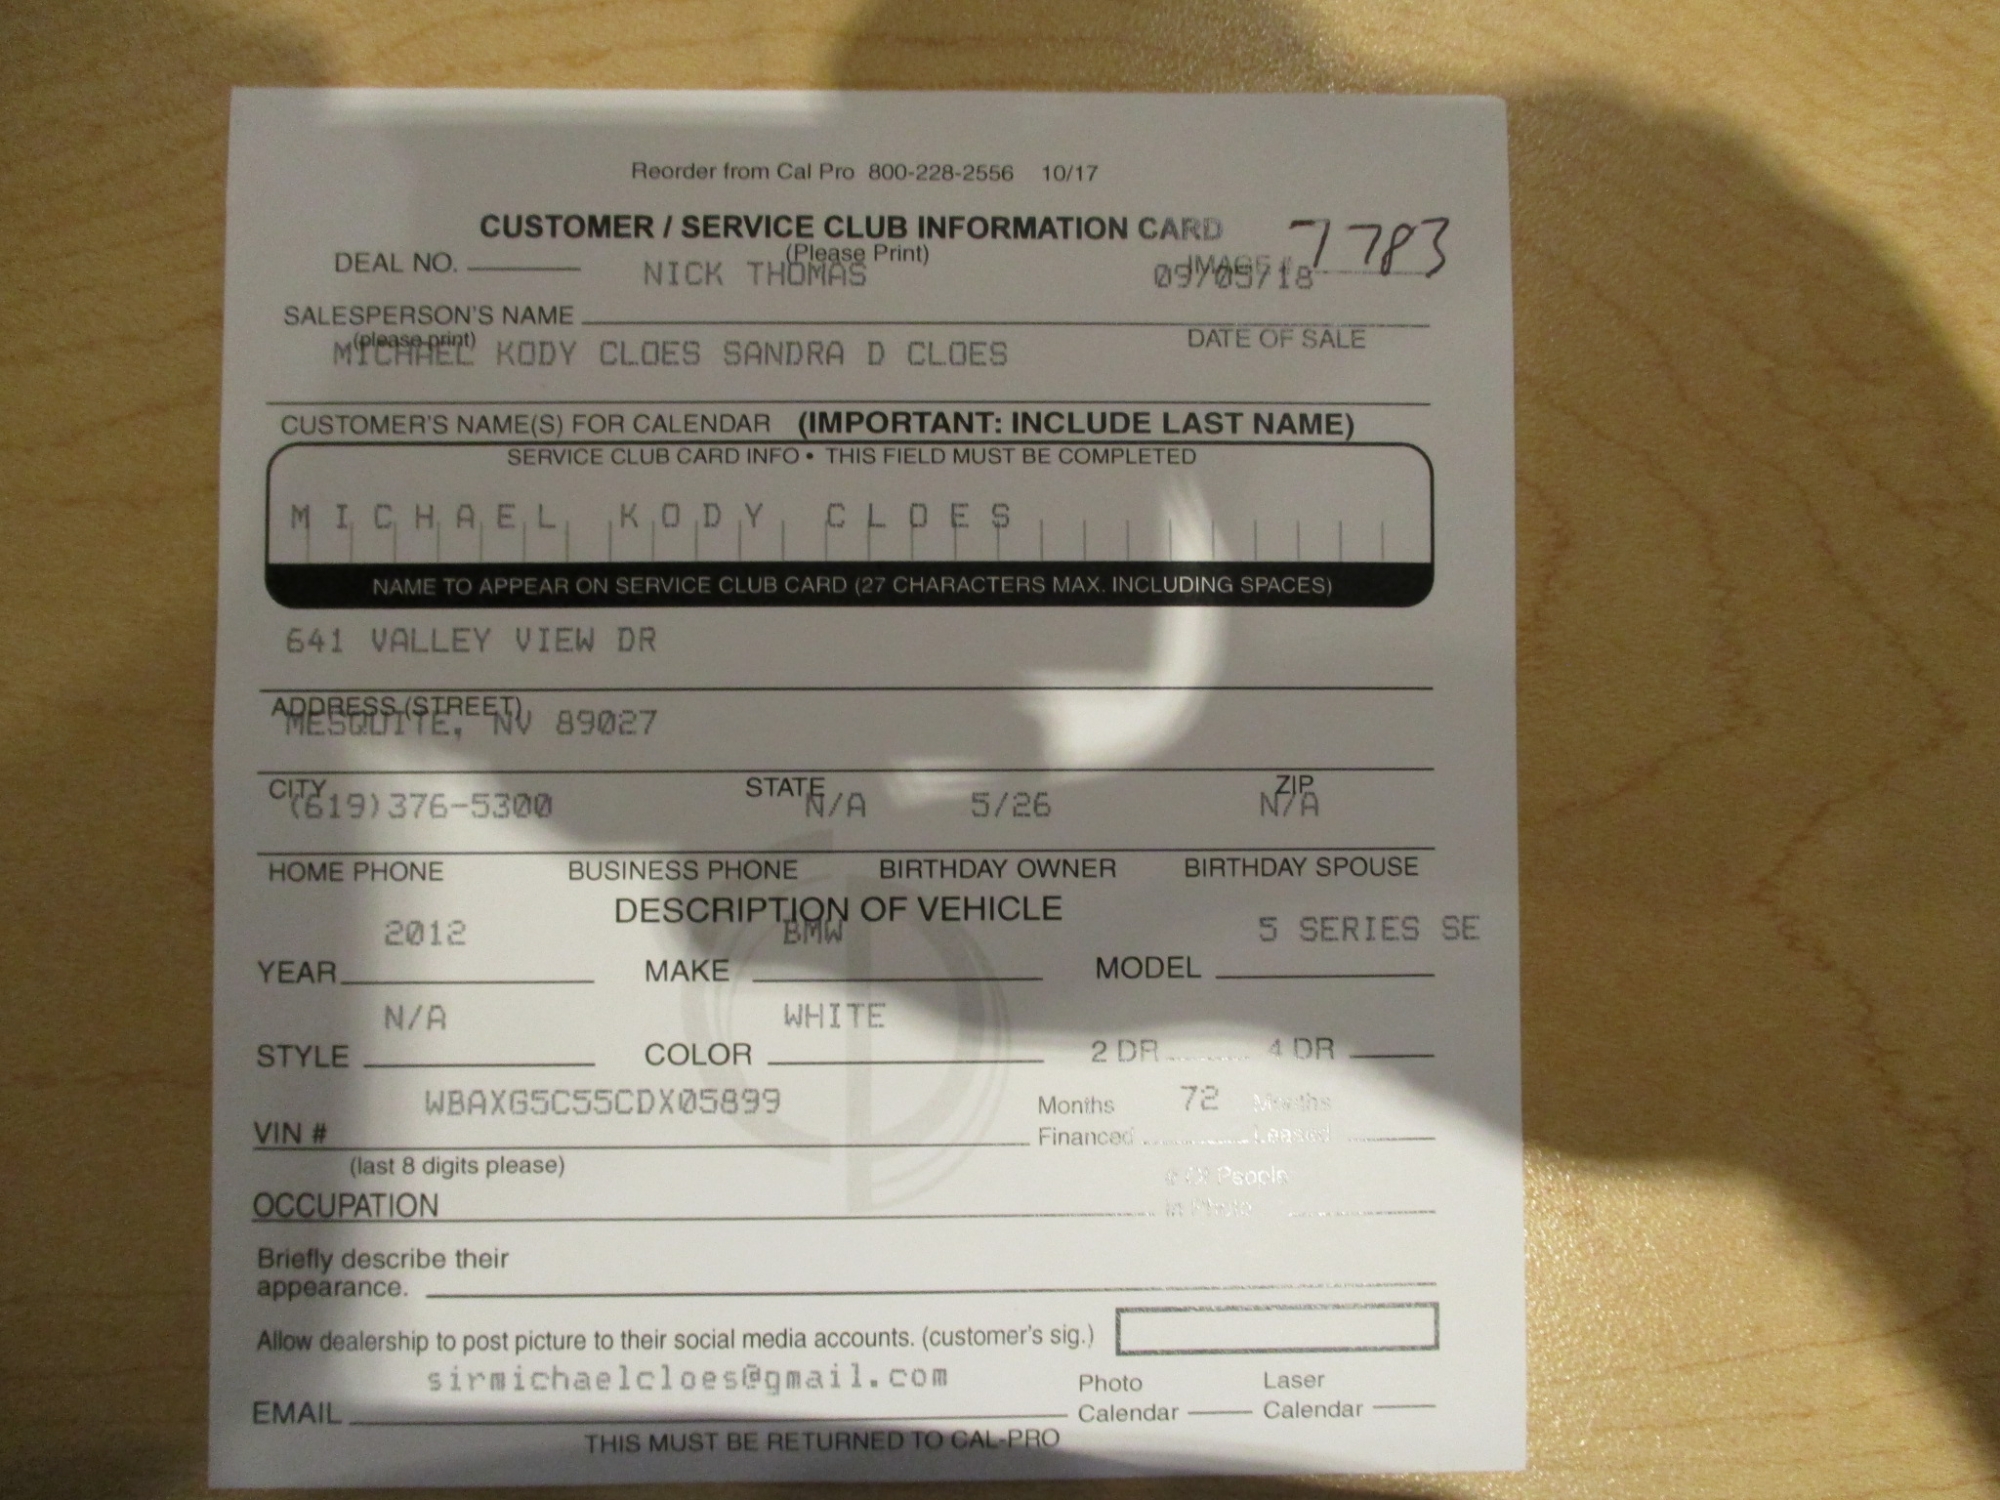 Reorder from Cal Pro 800-228-2556 10/17
CUSTOMER / SERVICE CLUB INFORMATION CARD
(Please Print)
DEAL NO. NICK THOMAS IMAGE # 7783
09/05/18
SALESPERSON'S NAME
(please print) DATE OF SALE
MICHAEL KODY CLOES SANDRA D CLOES
CUSTOMER'S NAME(S) FOR CALENDAR (IMPORTANT: INCLUDE LAST NAME)
SERVICE CLUB CARD INFO • THIS FIELD MUST BE COMPLETED
MICHAEL KODY CLOES
NAME TO APPEAR ON SERVICE CLUB CARD (27 CHARACTERS MAX. INCLUDING SPACES)
641 VALLEY VIEW DR
ADDRESS (STREET)
MESQUITE, NV 89027
CITY STATE ZIP
(619)376-5300 N/A 5/26 N/A
HOME PHONE BUSINESS PHONE BIRTHDAY OWNER BIRTHDAY SPOUSE
DESCRIPTION OF VEHICLE
2012 BMW 5 SERIES SE
YEAR MAKE MODEL
N/A WHITE
STYLE COLOR 2 DR 4 DR
WBAXG5C55CDX05899 Months 72 Months
VIN # Financed Leased
(last 8 digits please) # Of People
OCCUPATION in Photo
Briefly describe their
appearance.
Allow dealership to post picture to their social media accounts. (customer's sig.)
sirmichaelcloes@gmail.com Photo Laser
EMAIL Calendar Calendar
THIS MUST BE RETURNED TO CAL-PRO